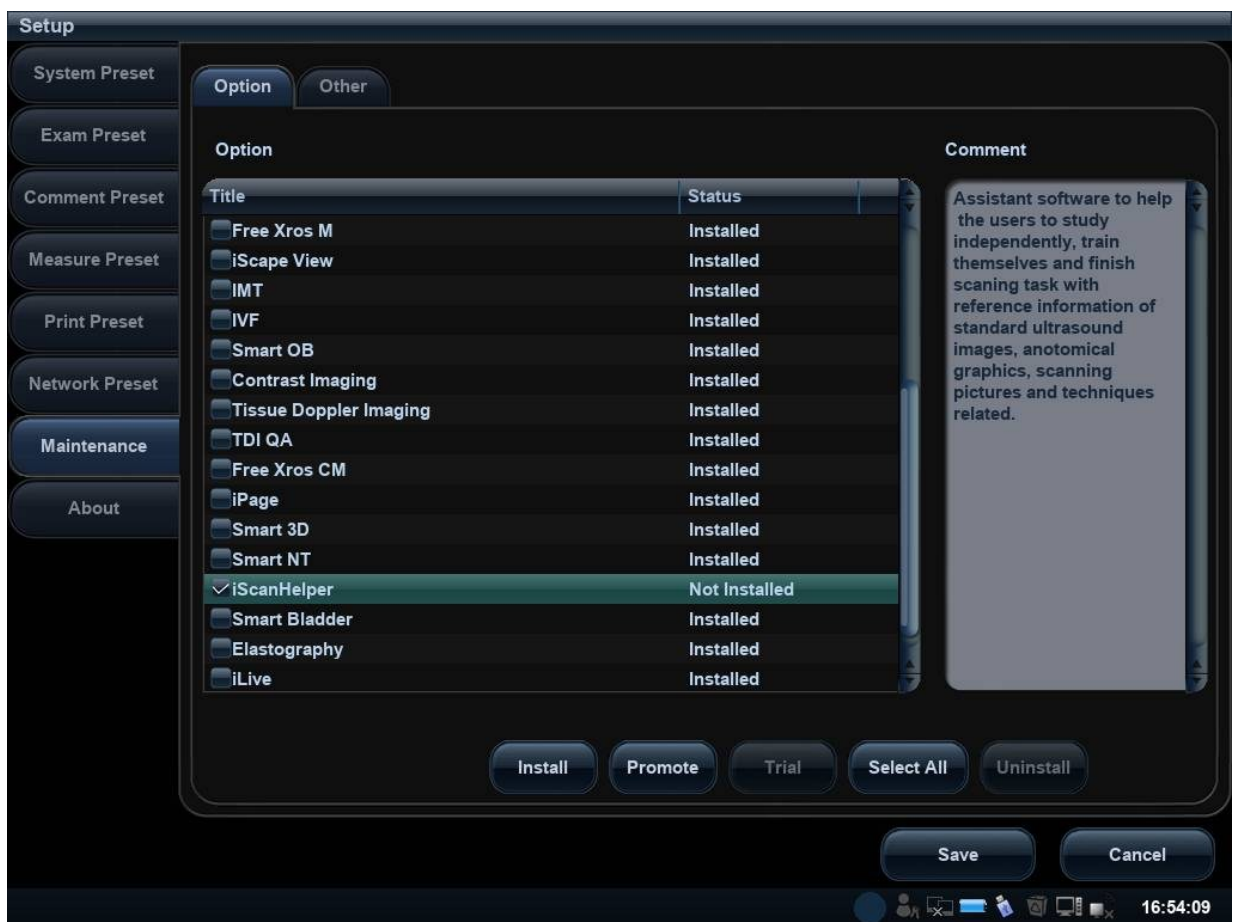 Setup
System Preset
Exam Preset
Comment Preset
Measure Preset
Print Preset
Network Preset
Maintenance
About
Option Other
Option
Title Status
Free Xros M Installed
iScape View Installed
IMT Installed
IVF Installed
Smart OB Installed
Contrast Imaging Installed
Tissue Doppler Imaging Installed
TDI QA Installed
Free Xros CM Installed
iPage Installed
Smart 3D Installed
Smart NT Installed
iScanHelper Not Installed
Smart Bladder Installed
Elastography Installed
iLive Installed
Comment
Assistant software to help
the users to study
independently, train
themselves and finish
scaning task with
reference information of
standard ultrasound
images, anotomical
graphics, scanning
pictures and techniques
related.
Install Promote Trial Select All Uninstall
Save Cancel
16:54:09